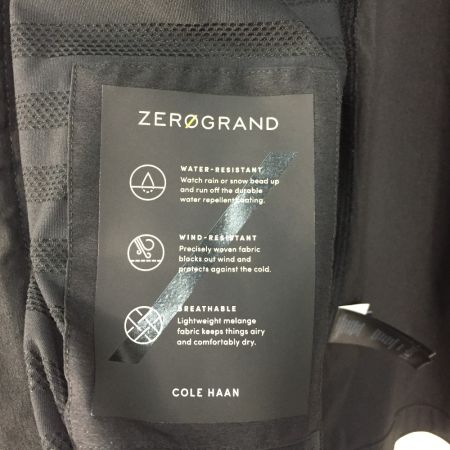 ZERØGRAND
WATER-RESISTANT
Watch rain or snow bead up
and run off the durable
water repellent coating.
WIND-RESISTANT
Precisely woven fabric
blocks out wind and
protects against the cold.
BREATHABLE
Lightweight melange
fabric keeps things airy
and comfortably dry.
COLE HAAN